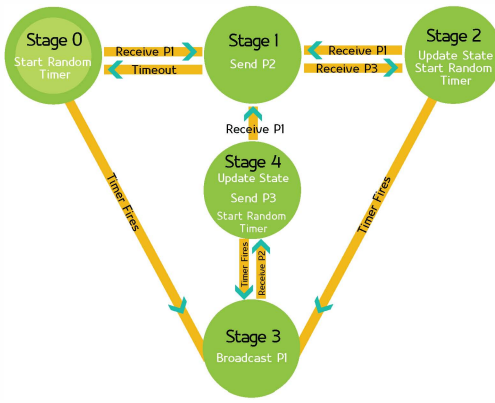 Stage 0
Start Random
Timer
Receive P1
Timeout
Stage 1
Send P2
Receive P1
Receive P3
Stage 2
Update State
Start Random
Timer
Receive P1
Stage 4
Update State
Send P3
Start Random
Timer
Timer Fires
Timer Fires
Timer Fires
Receive P2
Stage 3
Broadcast P1